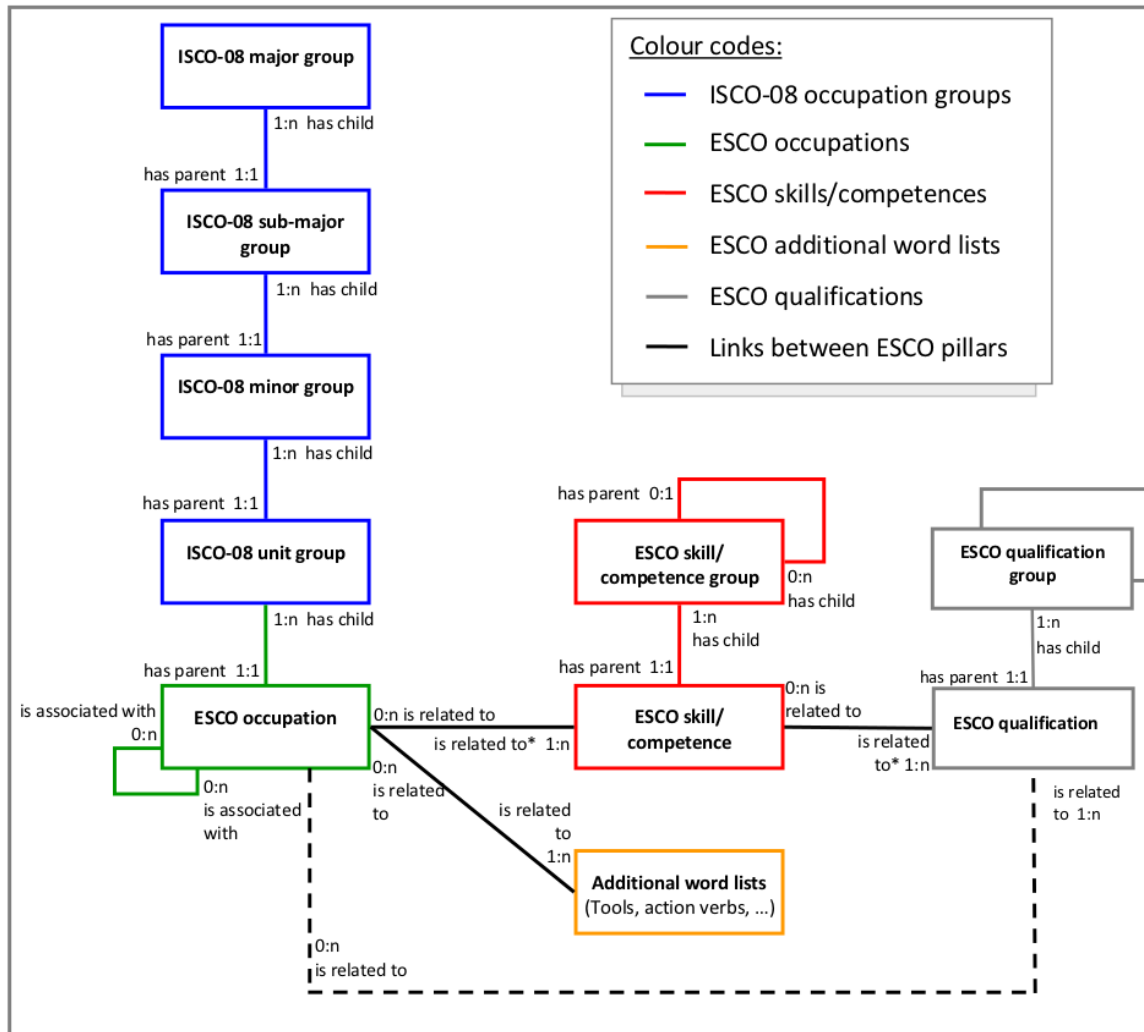 ISCO-08 major group
1:n has child
has parent 1:1
ISCO-08 sub-major
group
1:n has child
has parent 1:1
ISCO-08 minor group
1:n has child
has parent 1:1
ISCO-08 unit group
1:n has child
has parent 1:1
ESCO occupation
is associated with
0:n
0:n
is associated
with
Colour codes:
ISCO-08 occupation groups
ESCO occupations
ESCO skills/competences
ESCO additional word lists
ESCO qualifications
Links between ESCO pillars
has parent 0:1
ESCO skill/
competence group
0:n
has child
1:n
has child
has parent 1:1
ESCO skill/
competence
0:n is related to
is related to* 1:n
0:n
is related
to
is related
to
1:n
Additional word lists
(Tools, action verbs, ...)
0:n
is related to
ESCO qualification
group
1:n
has child
has parent 1:1
ESCO qualification
0:n is
related to
is related
to* 1:n
is related
to 1:n